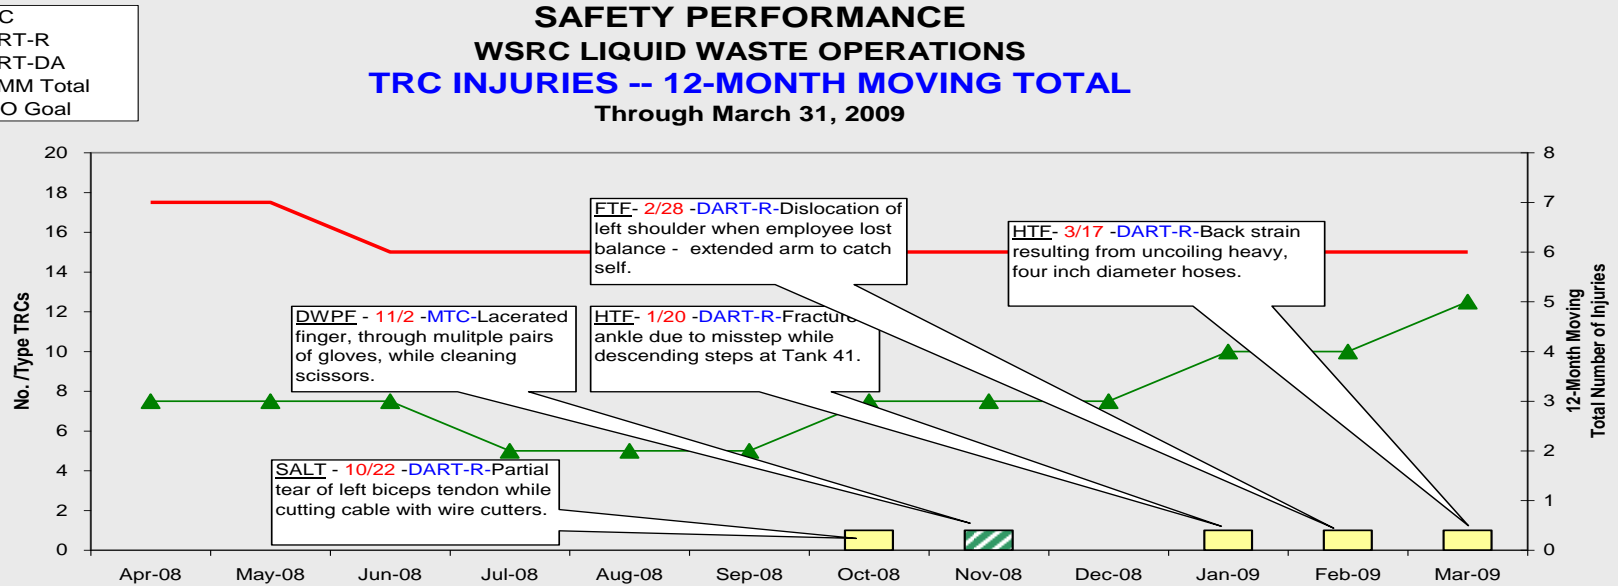 C
RT-R
RT-DA
MM Total
O Goal
SAFETY PERFORMANCE
WSRC LIQUID WASTE OPERATIONS
TRC INJURIES -- 12-MONTH MOVING TOTAL
Through March 31, 2009
No. /Type TRCs
20
18
16
14
12
10
8
6
4
2
0
FTF- 2/28 -DART-R-Dislocation of
left shoulder when employee lost
balance - extended arm to catch
self.
HTF- 3/17 -DART-R-Back strain
resulting from uncoiling heavy,
four inch diameter hoses.
DWPF - 11/2 -MTC-Lacerated
finger, through mulitple pairs
of gloves, while cleaning
scissors.
HTF- 1/20 -DART-R-Fracture
ankle due to misstep while
descending steps at Tank 41.
SALT - 10/22 -DART-R-Partial
tear of left biceps tendon while
cutting cable with wire cutters.
8
7
6
5
4
3
2
1
0
12-Month Moving
Total Number of Injuries
Apr-08 May-08 Jun-08 Jul-08 Aug-08 Sep-08 Oct-08 Nov-08 Dec-08 Jan-09 Feb-09 Mar-09